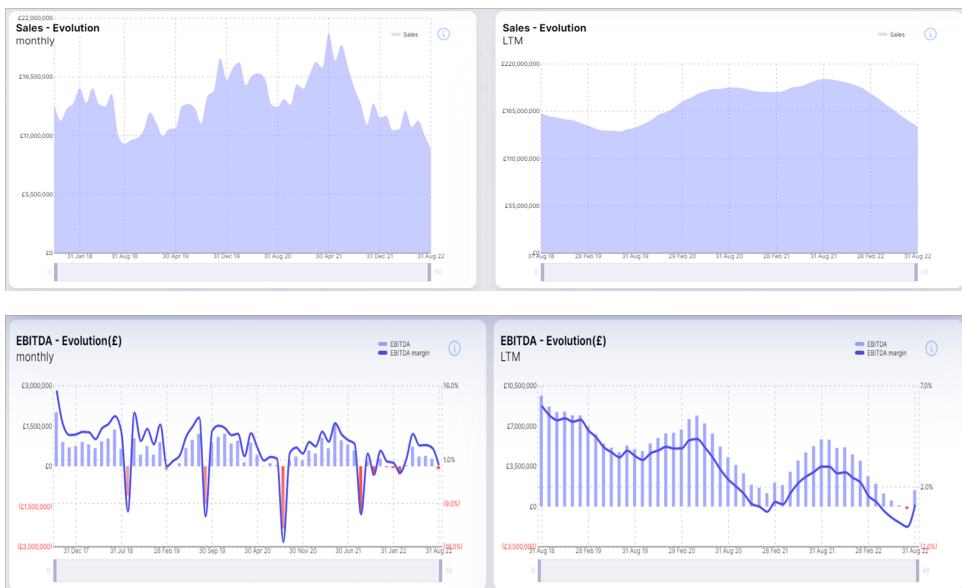 £22,000,000
Sales - Evolution
monthly
Sales
£16,500,000
£11,000,000
£5,500,000
£0
31 Jan 18 31 Aug 18 30 Apr 19 31 Dec 19 31 Aug 20 30 Apr 21 31 Dec 21 31 Aug 22
0 59
Sales - Evolution
LTM
Sales
£220,000,000
£165,000,000
£110,000,000
£55,000,000
£0
31 Aug 18 28 Feb 19 31 Aug 19 29 Feb 20 31 Aug 20 28 Feb 21 31 Aug 21 28 Feb 22 31 Aug 22
0
EBITDA - Evolution(£)
monthly
EBITDA
EBITDA margin
£3,000,000 16.0%
£1,500,000
£0 1.0%
(£1,500,000) (9.0%)
(£3,000,000) (18.0%)
31 Dec 17 31 Jul 18 28 Feb 19 30 Sep 19 30 Apr 20 30 Nov 20 30 Jun 21 31 Jan 22 31 Aug 22
0
EBITDA - Evolution(£)
LTM
EBITDA
EBITDA margin
£10,500,000 7.0%
£7,000,000
£3,500,000 2.0%
£0
(£3,500,000) (2.0%)
31 Aug 18 28 Feb 19 31 Aug 19 29 Feb 20 31 Aug 20 28 Feb 21 31 Aug 21 28 Feb 22 31 Aug 22
0